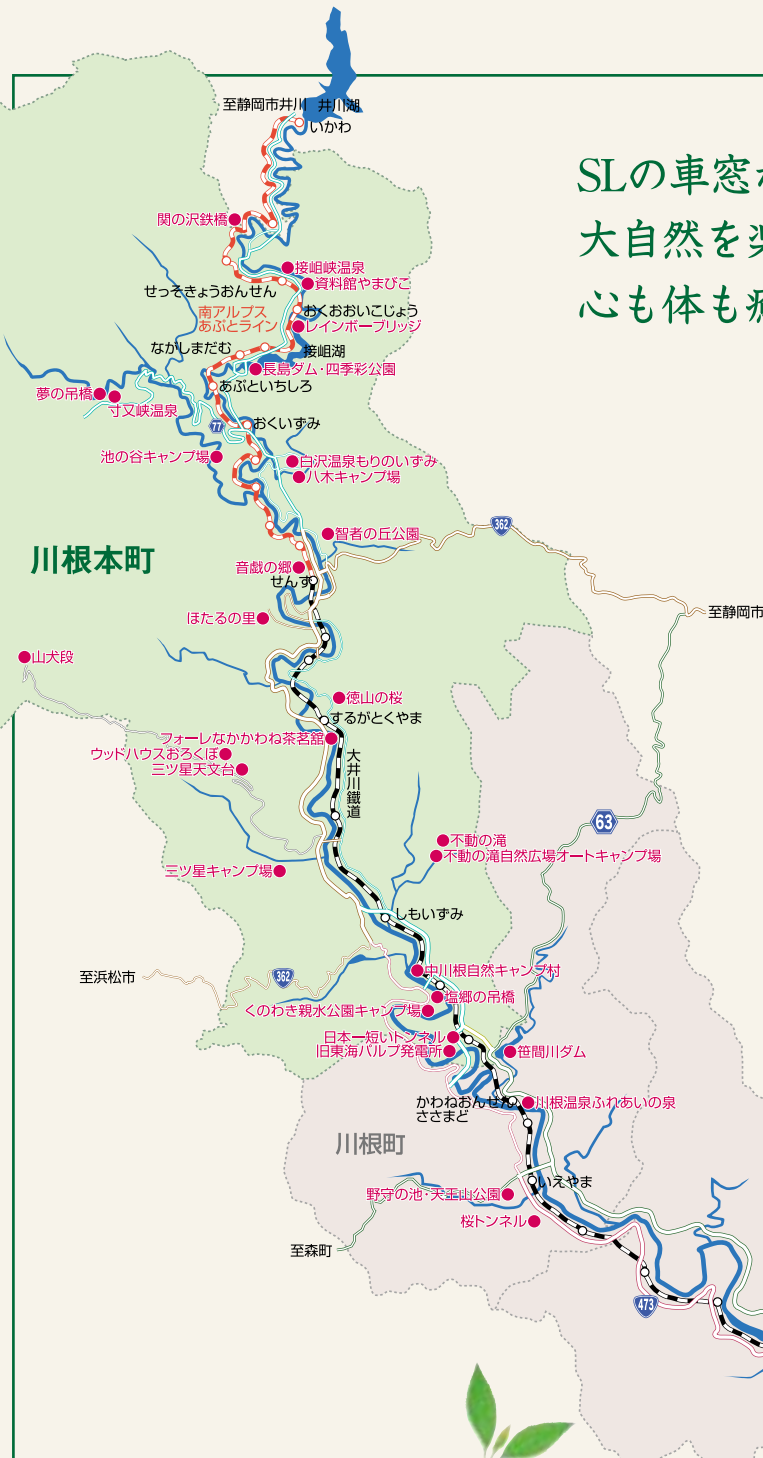 至静岡市井川
井川湖
いかわ
SLの車窓
大自然を
心も体も
関の沢鉄橋
接岨峡温泉
資料館やまびこ
せっそきょうおんせん
南アルプス
あぷとライン
おくおおいこじょう
レインボーブリッジ
ながしまだむ
接岨湖
長島ダム・四季彩公園
あぷといちしろ
夢の吊橋
寸又峡温泉
77
おくいずみ
池の谷キャンプ場
白沢温泉もりのいずみ
八木キャンプ場
362
智者の丘公園
川根本町
音戯の郷
せんず
至静岡市
ほたるの里
山犬段
徳山の桜
するがとくやま
フォーレなかかわね茶茗舘
ウッドハウスおろくぼ
三ツ星天文台
大井川鐵道
63
不動の滝
不動の滝自然広場オートキャンプ場
三ツ星キャンプ場
しもいずみ
至浜松市
362
中川根自然キャンプ村
塩郷の吊橋
くのわき親水公園キャンプ場
日本一短いトンネル
旧東海パルプ発電所
笹間川ダム
かわねおんせん
ささまど
川根温泉ふれあいの泉
川根町
いえやま
野守の池・天王山公園
桜トンネル
至森町
473